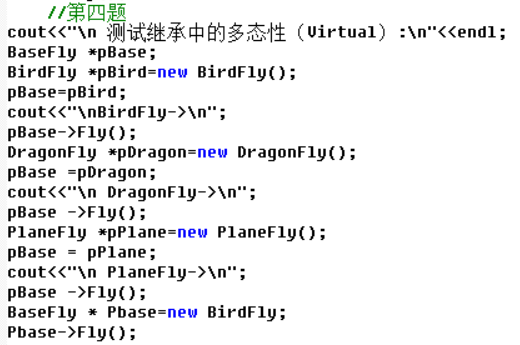 //第四题
cout<<"\n 测试继承中的多态性（Virtual）:\n"<<endl;
BaseFly *pBase;
BirdFly *pBird=new BirdFly();
pBase=pBird;
cout<<"\nBirdFly->\n";
pBase->Fly();
DragonFly *pDragon=new DragonFly();
pBase =pDragon;
cout<<"\n DragonFly->\n";
pBase ->Fly();
PlaneFly *pPlane=new PlaneFly();
pBase = pPlane;
cout<<"\n PlaneFly->\n";
pBase ->Fly();
BaseFly * Pbase=new BirdFly;
Pbase->Fly();